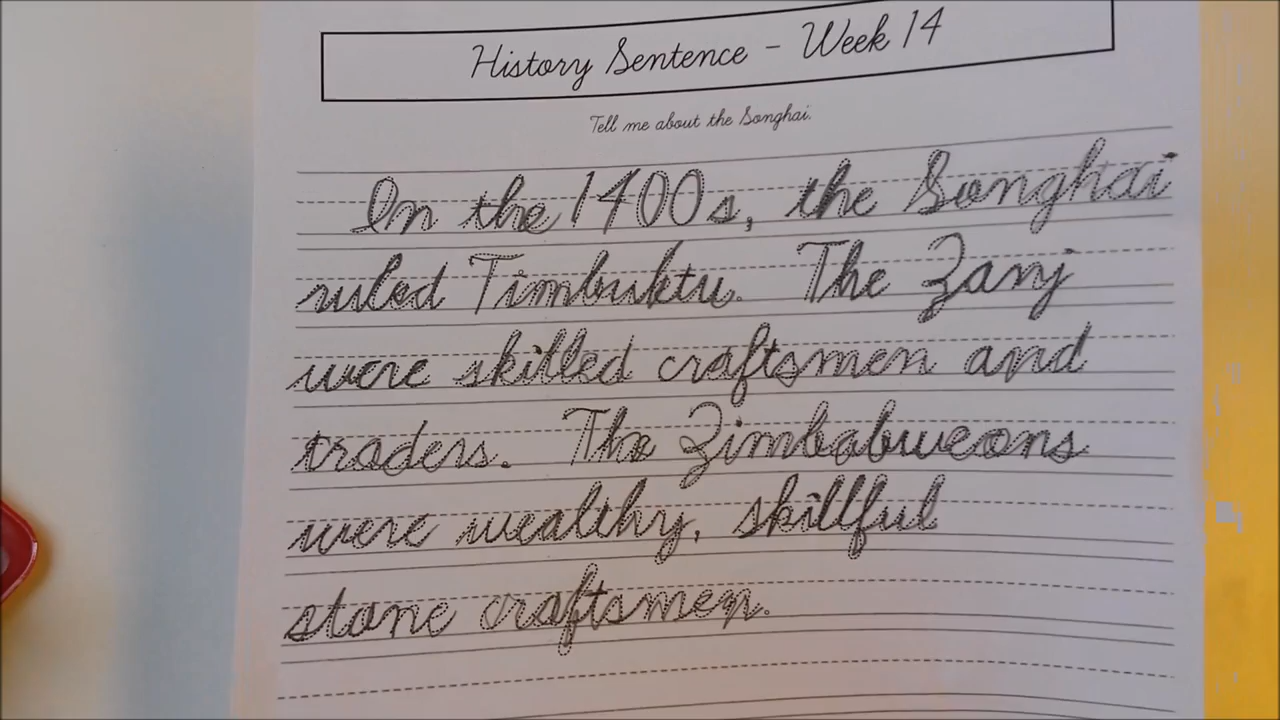 History Sentence - Week 14
Tell me about the Songhai.
In the 1400s, the Songhai
ruled Timbuktu. The Zanj
were skilled craftsmen and
traders. The Zimbabweans
were wealthy, skillful
stone craftsmen.